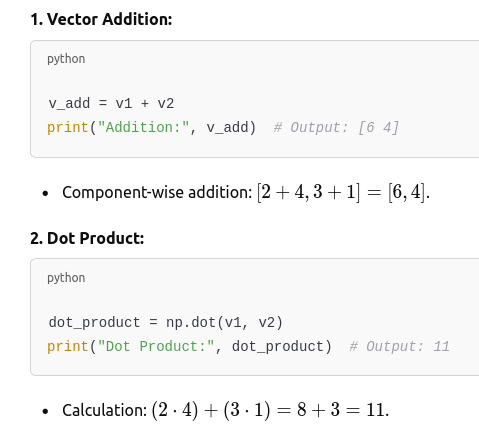 1. Vector Addition:
python
v_add = v1 + v2
print("Addition:", v_add)  # Output: [6 4]
• Component-wise addition: [2 + 4, 3 + 1] = [6, 4].
2. Dot Product:
python
dot_product = np.dot(v1, v2)
print("Dot Product:", dot_product)  # Output: 11
• Calculation: (2 · 4) + (3 · 1) = 8 + 3 = 11.